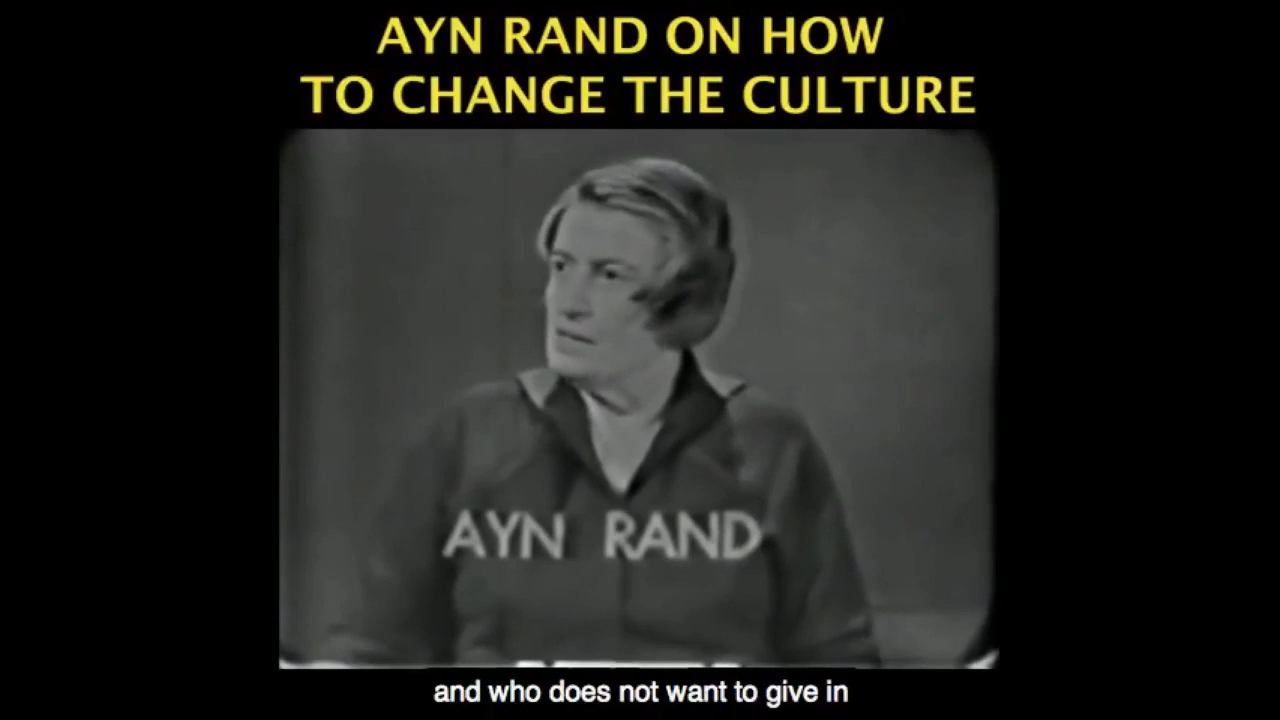 AYN RAND ON HOW
TO CHANGE THE CULTURE
AYN RAND
and who does not want to give in